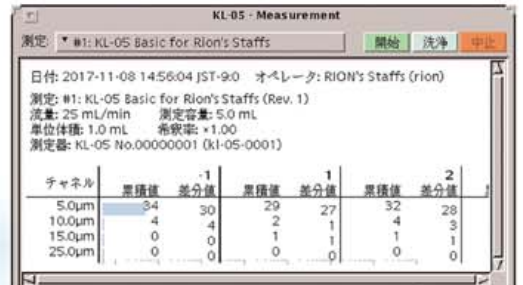 KL-05 - Measurement
測定: #1: KL-05 Basic for Rion's Staffs 開始 洗浄 中止
日付: 2017-11-08 14:56:04 JST-9:0 オペレータ: RION's Staffs (rion)
測定: #1: KL-05 Basic for Rion's Staffs (Rev. 1)
流量: 25 mL/min 測定容量: 5.0 mL
単位体積: 1.0 mL 希釈率: ×1.00
測定器: KL-05 No.00000001 (kl-05-0001)
-1 1 2
チャネル 累積値 差分値 累積値 差分値 累積値 差分値
5.0μm 34 30 29 27 32 28
10.0μm 4 4 2 1 4 3
15.0μm 0 0 1 1 1 1
25.0μm 0 0 0 0 0 0